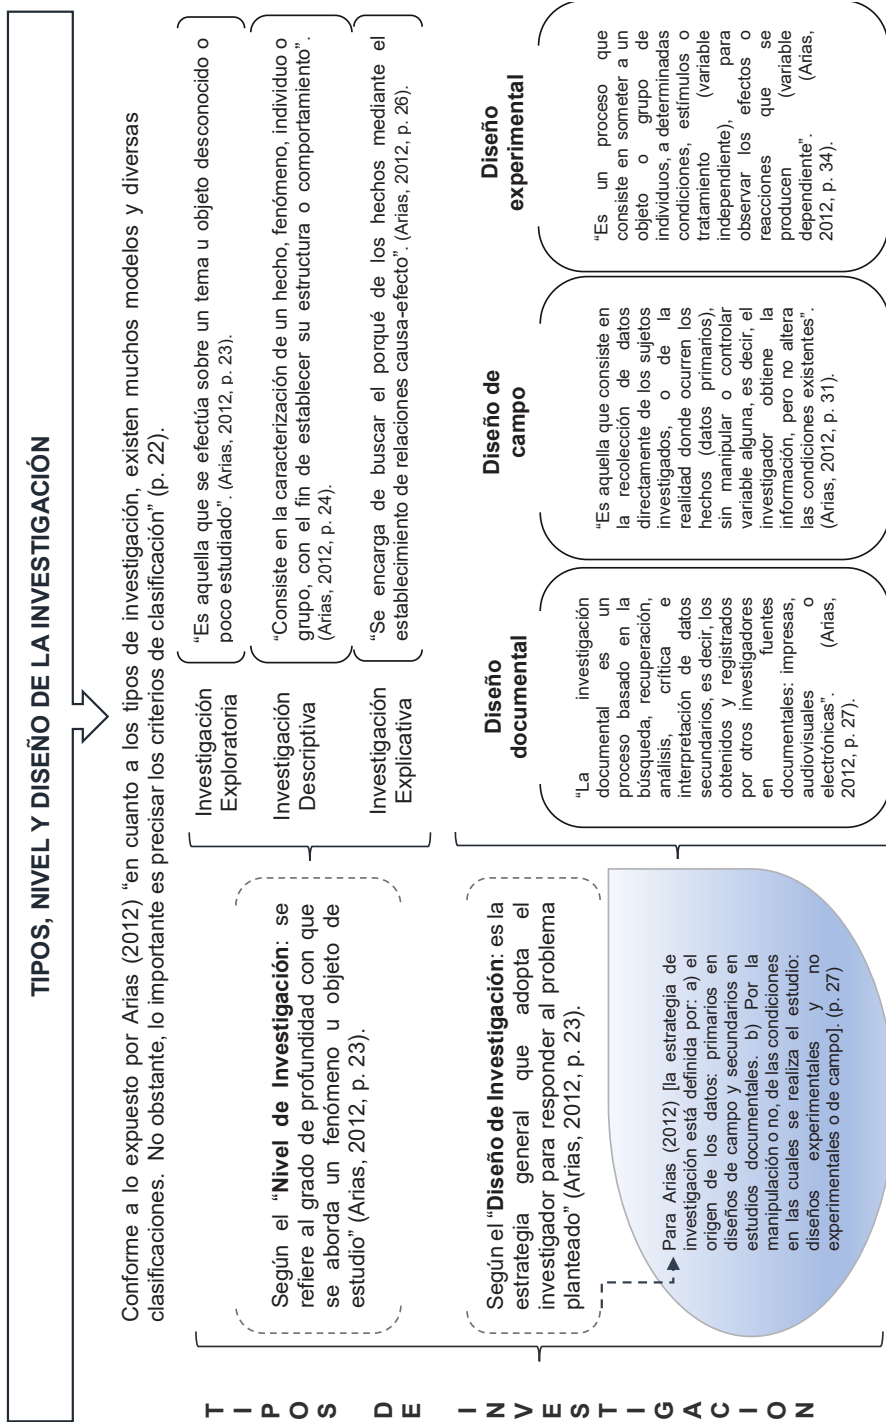 TIPOS, NIVEL Y DISEÑO DE LA INVESTIGACIÓN
Conforme a lo expuesto por Arias (2012) “en cuanto a los tipos de investigación, existen muchos modelos y diversas
clasificaciones. No obstante, lo importante es precisar los criterios de clasificación” (p. 22).
TIPOS DE INVESTIGACION
Según el “Nivel de Investigación: se
refiere al grado de profundidad con que
se aborda un fenómeno u objeto de
estudio” (Arias, 2012, p. 23).
Investigación
Exploratoria
“Es aquella que se efectúa sobre un tema u objeto desconocido o
poco estudiado”. (Arias, 2012, p. 23).
Investigación
Descriptiva
“Consiste en la caracterización de un hecho, fenómeno, individuo o
grupo, con el fin de establecer su estructura o comportamiento”.
(Arias, 2012, p. 24).
Investigación
Explicativa
“Se encarga de buscar el porqué de los hechos mediante el
establecimiento de relaciones causa-efecto”. (Arias, 2012, p. 26).
Según el “Diseño de Investigación: es la
estrategia general que adopta el
investigador para responder al problema
planteado” (Arias, 2012, p. 23).
Para Arias (2012) [la estrategia de
investigación está definida por: a) el
origen de los datos: primarios en
diseños de campo y secundarios en
estudios documentales. b) Por la
manipulación o no, de las condiciones
en las cuales se realiza el estudio:
diseños experimentales y no
experimentales o de campo]. (p. 27)
Diseño
documental
“La investigación
documental es un
proceso basado en la
búsqueda, recuperación,
análisis, crítica e
interpretación de datos
secundarios, es decir, los
obtenidos y registrados
por otros investigadores
en fuentes
documentales: impresas,
audiovisuales o
electrónicas”. (Arias,
2012, p. 27).
Diseño de
campo
“Es aquella que consiste en
la recolección de datos
directamente de los sujetos
investigados, o de la
realidad donde ocurren los
hechos (datos primarios),
sin manipular o controlar
variable alguna, es decir, el
investigador obtiene la
información, pero no altera
las condiciones existentes”.
(Arias, 2012, p. 31).
Diseño
experimental
“Es un proceso que
consiste en someter a un
objeto o grupo de
individuos, a determinadas
condiciones, estímulos o
tratamiento (variable
independiente), para
observar los efectos o
reacciones que se
producen (variable
dependiente”. (Arias,
2012, p. 34).